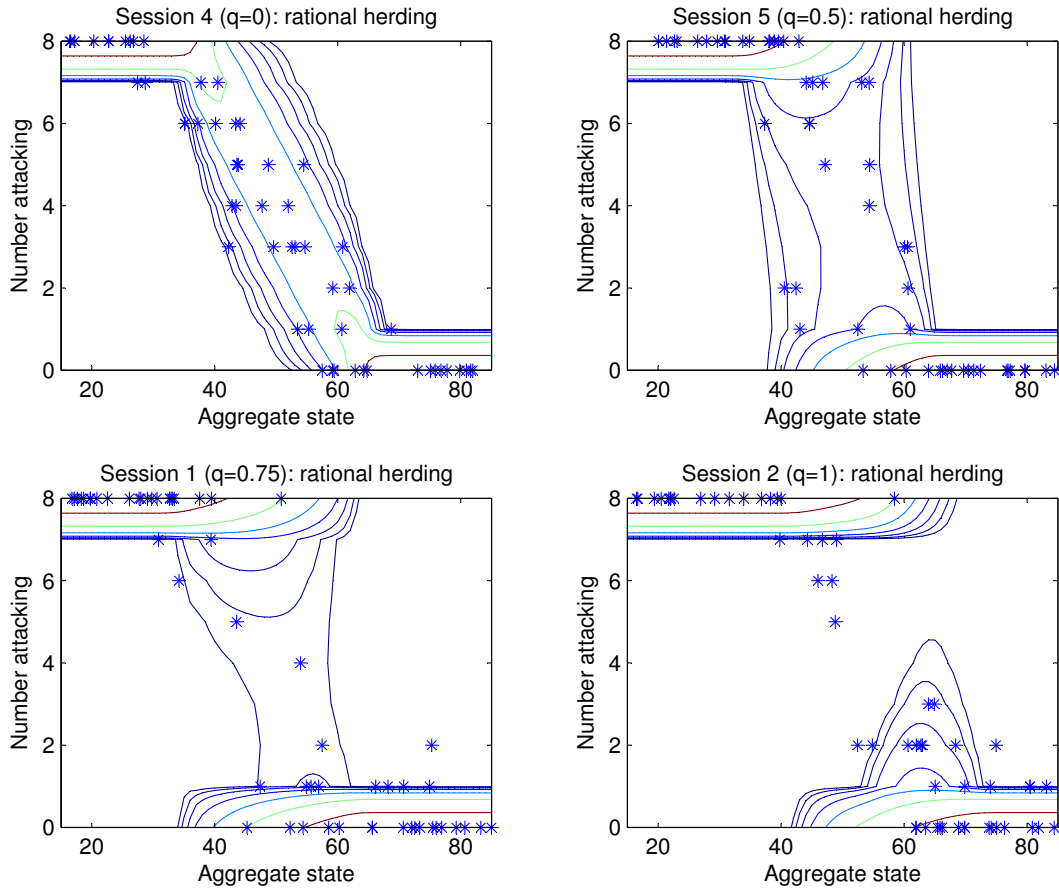 Session 4 (q=0): rational herding
8
6
4
2
0
Number attacking
20 40 60 80
Aggregate state
Session 5 (q=0.5): rational herding
8
6
4
2
0
Number attacking
20 40 60 80
Aggregate state
Session 1 (q=0.75): rational herding
8
6
4
2
0
Number attacking
20 40 60 80
Aggregate state
Session 2 (q=1): rational herding
8
6
4
2
0
Number attacking
20 40 60 80
Aggregate state